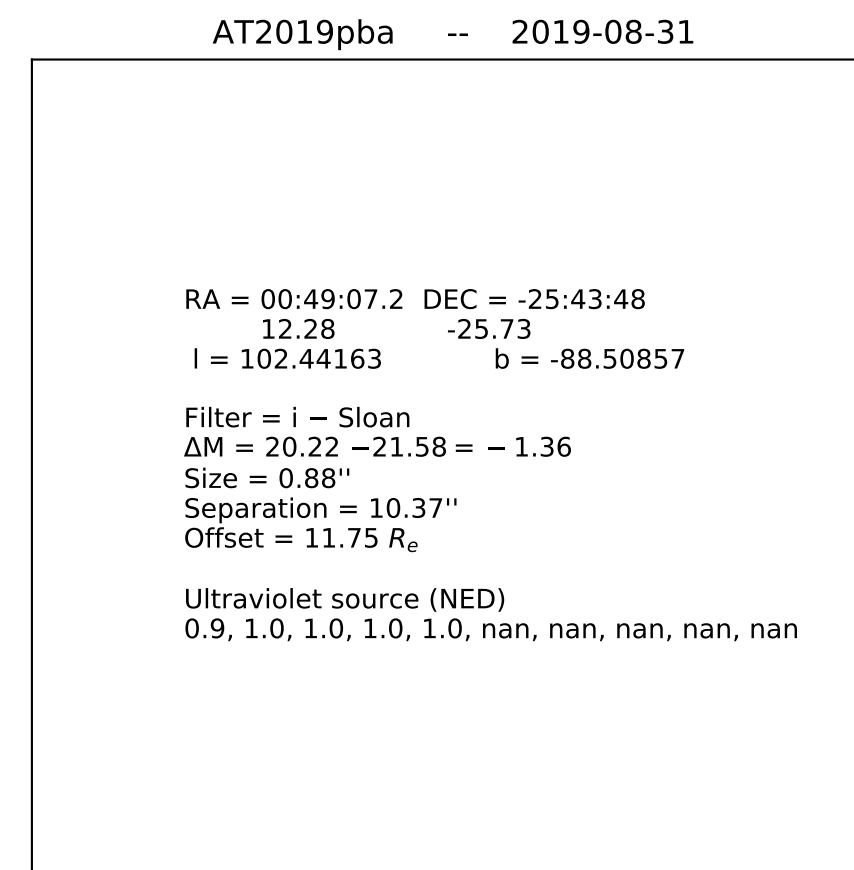 AT2019pba -- 2019-08-31
RA = 00:49:07.2 DEC = -25:43:48
12.28 -25.73
l = 102.44163 b = -88.50857
Filter = i − Sloan
ΔM = 20.22 −21.58 = − 1.36
Size = 0.88''
Separation = 10.37''
Offset = 11.75 Rₑ
Ultraviolet source (NED)
0.9, 1.0, 1.0, 1.0, 1.0, nan, nan, nan, nan, nan